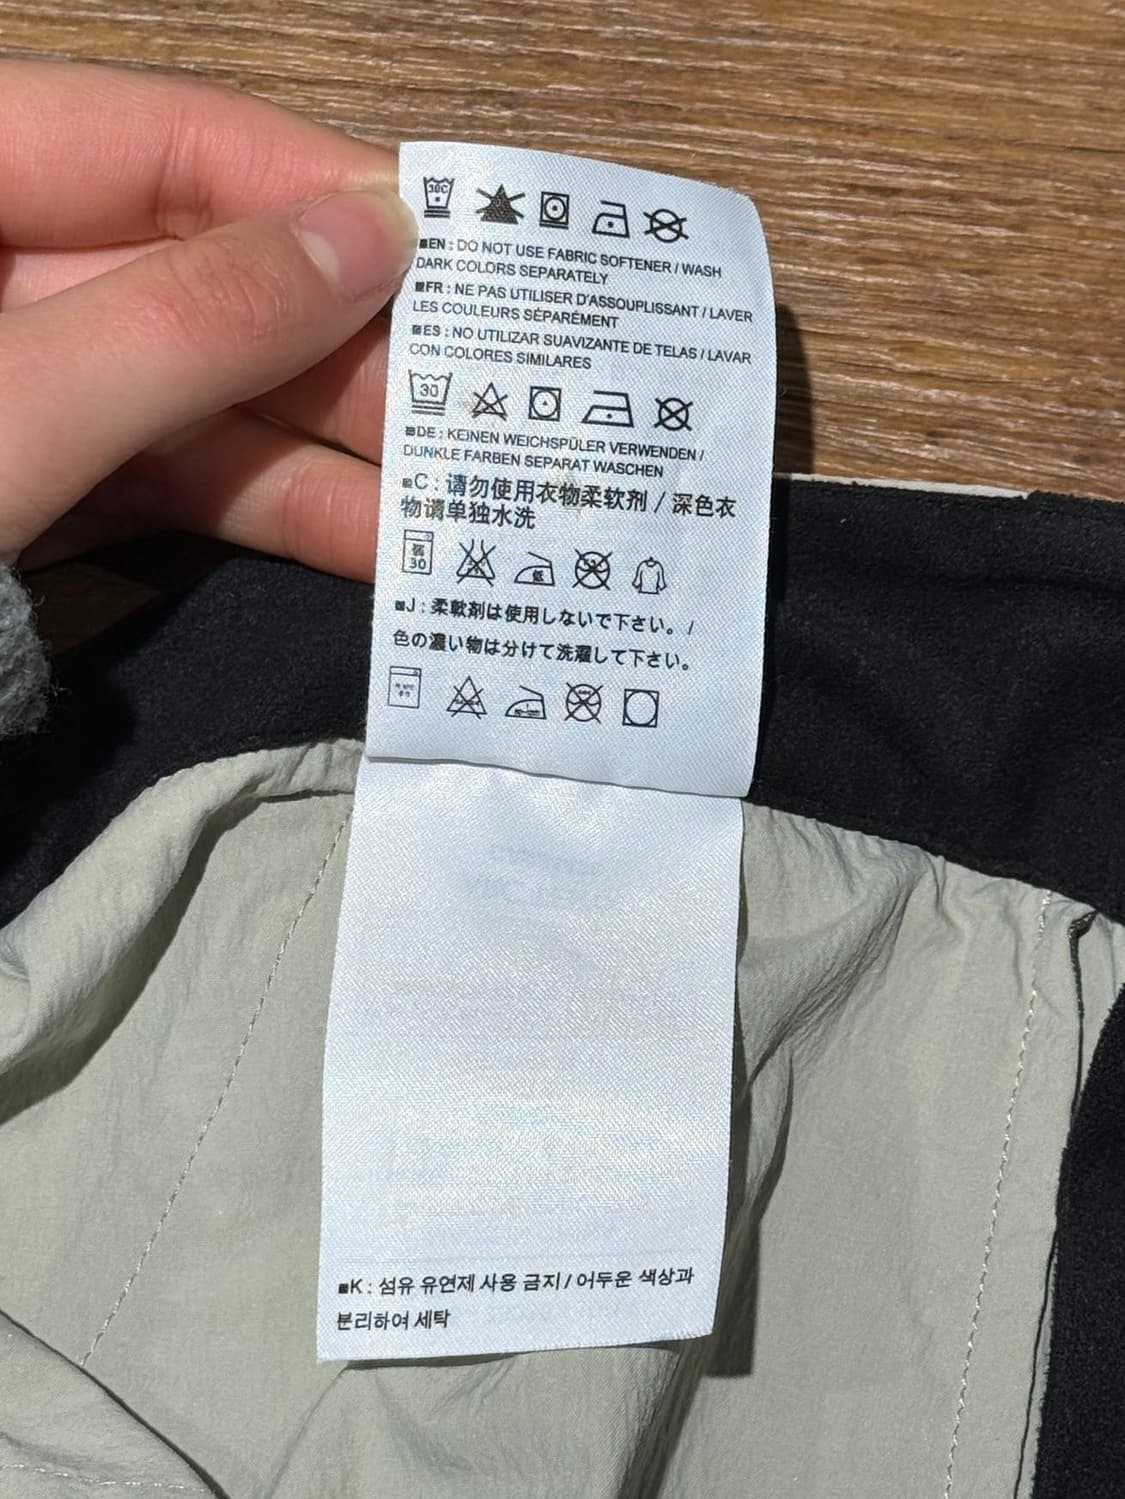 30C
■EN : DO NOT USE FABRIC SOFTENER / WASH
DARK COLORS SEPARATELY
■FR : NE PAS UTILISER D'ASSOUPLISSANT / LAVER
LES COULEURS SÉPARÉMENT
■ES : NO UTILIZAR SUAVIZANTE DE TELAS / LAVAR
CON COLORES SIMILARES
30
■DE : KEINEN WEICHSPÜLER VERWENDEN /
DUNKLE FARBEN SEPARAT WASCHEN
■C : 请勿使用衣物柔软剂 / 深色衣
物请单独水洗
30 低
■J : 柔軟剤は使用しないで下さい。/
色の濃い物は分けて洗濯して下さい。
■K : 섬유 유연제 사용 금지 / 어두운 색상과
분리하여 세탁